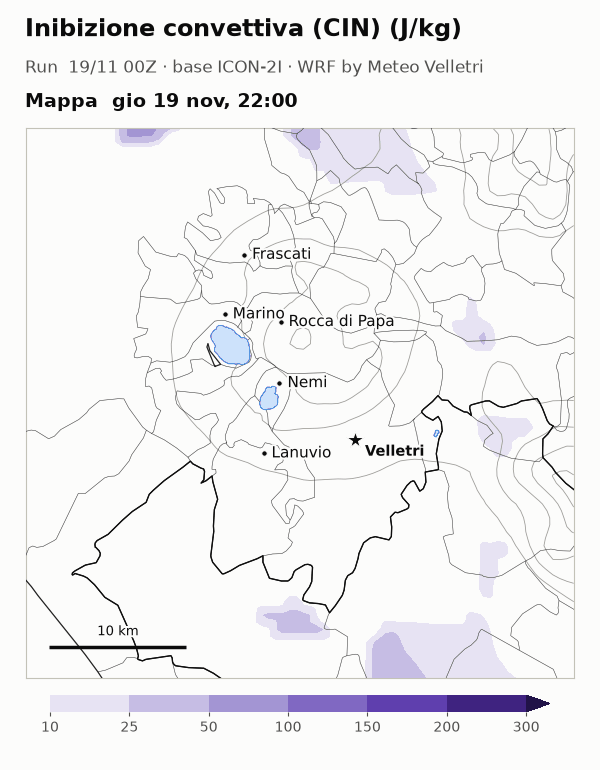 Inibizione convettiva (CIN) (J/kg)
Run 19/11 00Z · base ICON-2I · WRF by Meteo Velletri
Mappa gio 19 nov, 22:00
Frascati
Marino
Rocca di Papa
Nemi
Velletri
Lanuvio
10 km
10 25 50 100 150 200 300